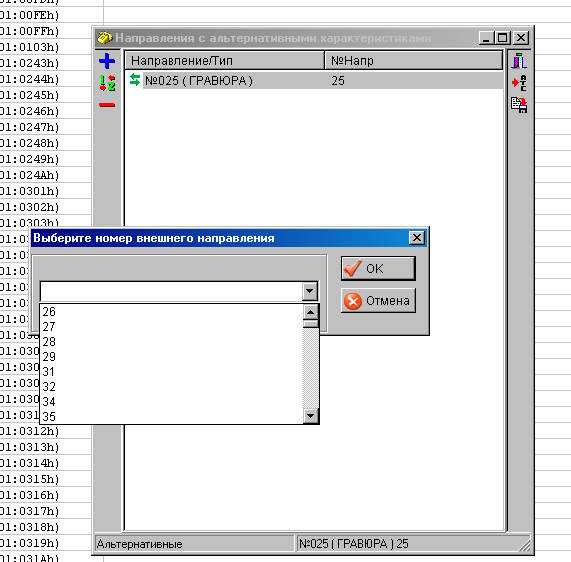 01:00FEh)
01:00FFh)
01:0103h)
01:0243h)
01:0244h)
01:0245h)
01:0246h)
01:0247h)
01:0248h)
01:0249h)
01:024Ah)
01:0301h)
01:0302h)
01:0303h)
01:0312h)
01:0313h)
01:0314h)
01:0315h)
01:0316h)
01:0317h)
01:0318h)
01:0319h)
01:031Ah)
Направления с альтернативными характеристиками
Направление/Тип №Напр
№025 ( ГРАВЮРА ) 25
АТС
Выберите номер внешнего направления
OK
Отмена
26
27
28
29
31
32
34
35
Альтернативные №025 ( ГРАВЮРА ) 25